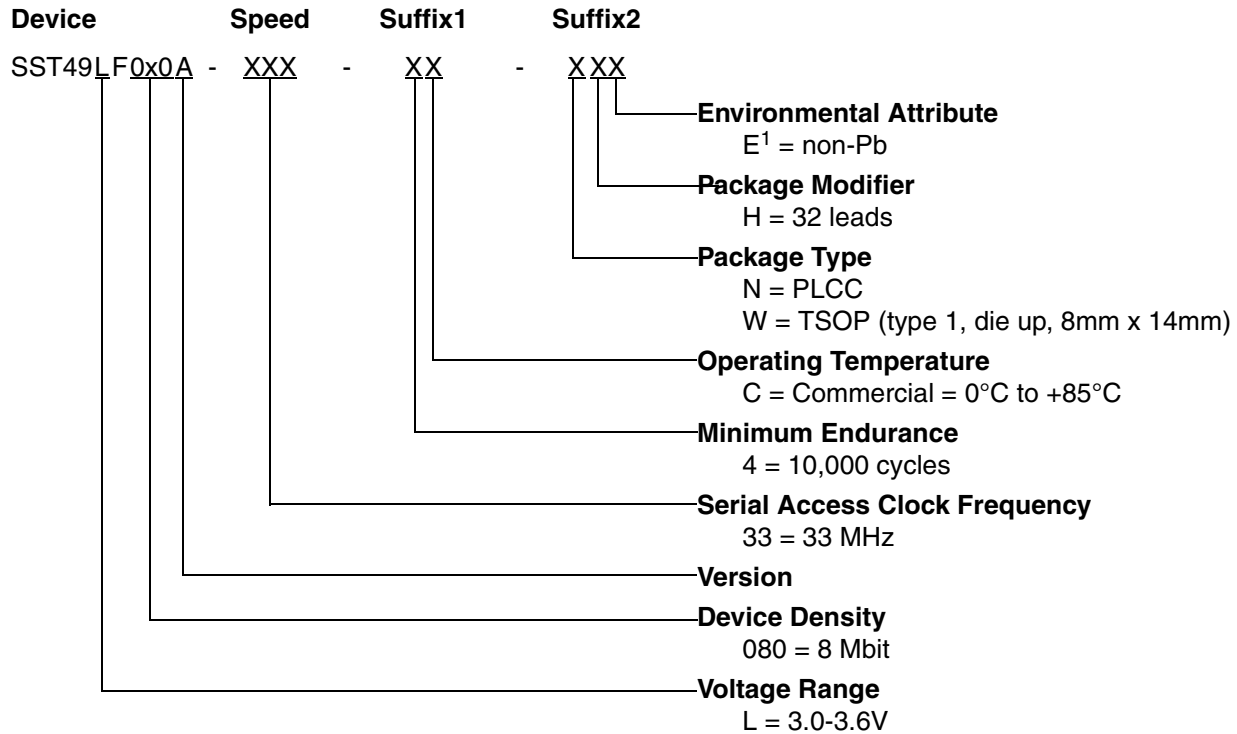 Device Speed Suffix1 Suffix2
SST49LF0x0A - XXX - XX - XXX
Environmental Attribute
E1 = non-Pb
Package Modifier
H = 32 leads
Package Type
N = PLCC
W = TSOP (type 1, die up, 8mm x 14mm)
Operating Temperature
C = Commercial = 0°C to +85°C
Minimum Endurance
4 = 10,000 cycles
Serial Access Clock Frequency
33 = 33 MHz
Version
Device Density
080 = 8 Mbit
Voltage Range
L = 3.0-3.6V